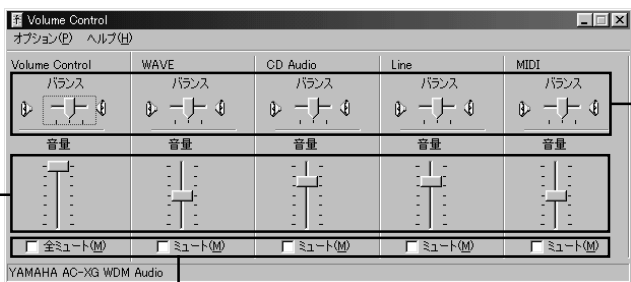 Volume Control
オプション(P) ヘルプ(H)
Volume Control WAVE CD Audio Line MIDI
バランス バランス バランス バランス バランス
音量 音量 音量 音量 音量
全ミュート(M) ミュート(M) ミュート(M) ミュート(M) ミュート(M)
YAMAHA AC-XG WDM Audio